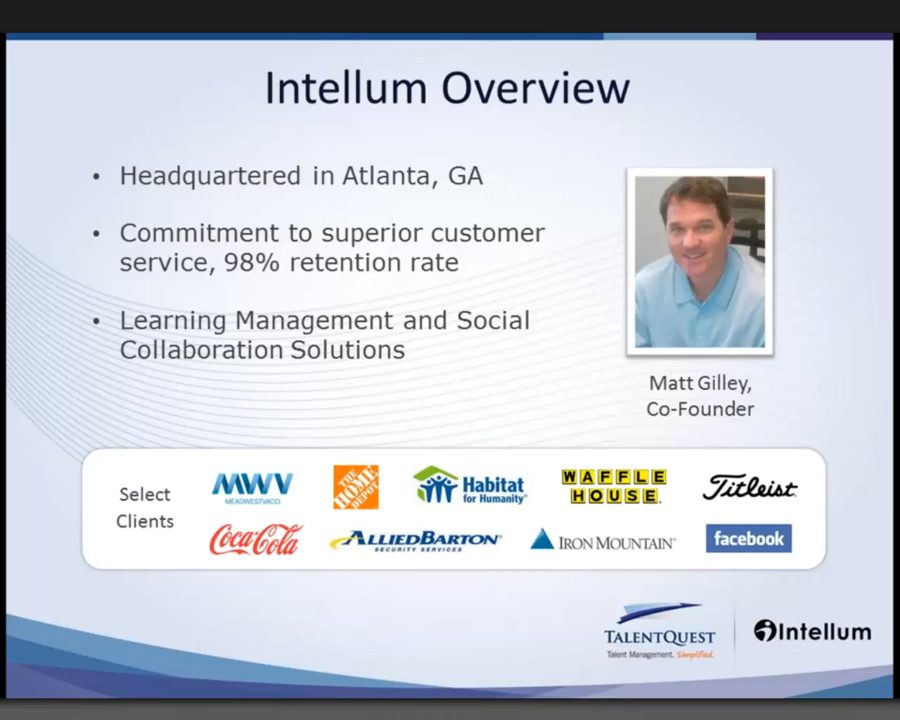 Intellum Overview
• Headquartered in Atlanta, GA
• Commitment to superior customer
service, 98% retention rate
• Learning Management and Social
Collaboration Solutions
Matt Gilley,
Co-Founder
Select
Clients
MWV
MEADWESTVACO
THE
HOME
DEPOT
Habitat
for Humanity®
WAFFLE
HOUSE®
Titleist
Coca-Cola
ALLIEDBARTON®
SECURITY SERVICES
IRON MOUNTAIN®
facebook
TALENTQUEST
Talent Management, Simplified.
Intellum